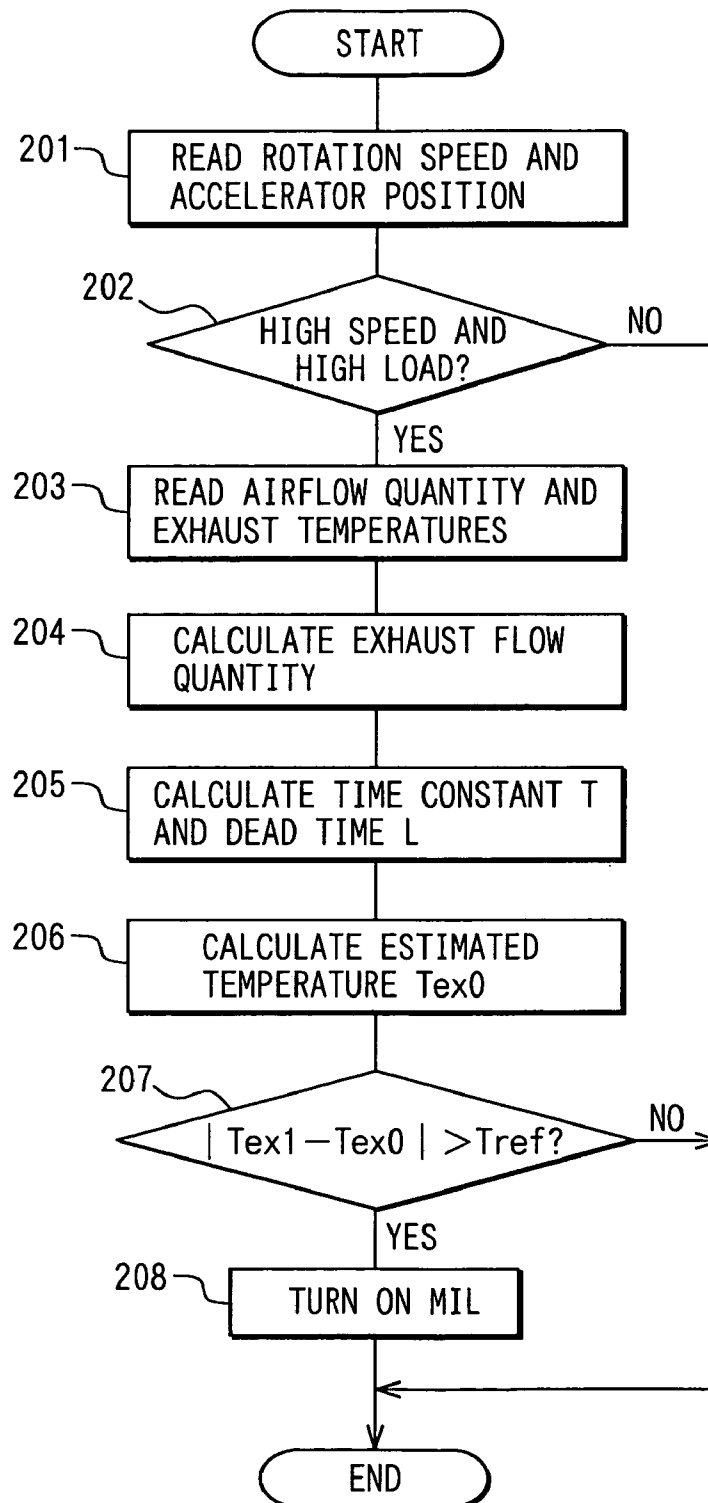 START
201
READ ROTATION SPEED AND
ACCELERATOR POSITION
202
HIGH SPEED AND
HIGH LOAD?
NO
YES
203
READ AIRFLOW QUANTITY AND
EXHAUST TEMPERATURES
204
CALCULATE EXHAUST FLOW
QUANTITY
205
CALCULATE TIME CONSTANT T
AND DEAD TIME L
206
CALCULATE ESTIMATED
TEMPERATURE Tex0
207
| Tex1－Tex0 | >Tref?
NO
YES
208
TURN ON MIL
END